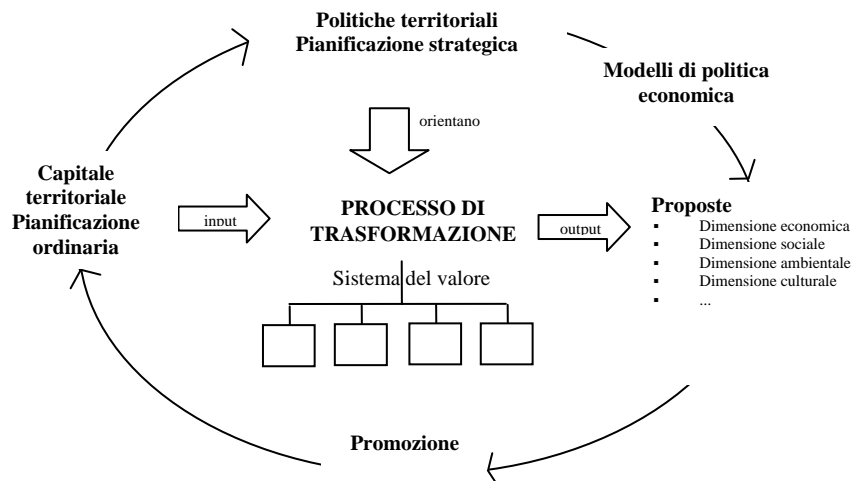 Politiche territoriali
Pianificazione strategica
Modelli di politica
economica
orientano
Capitale
territoriale
Pianificazione
ordinaria
input
PROCESSO DI
TRASFORMAZIONE
output
Proposte
▪ Dimensione economica
▪ Dimensione sociale
▪ Dimensione ambientale
▪ Dimensione culturale
▪ ...
Sistema del valore
Promozione